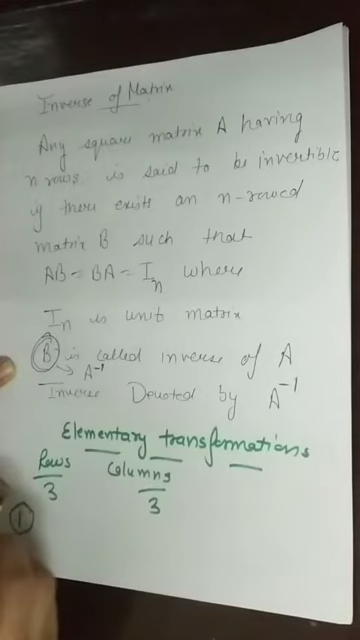 Inverse of Matrix
Any square matrix A having
n rows is said to be invertible
if there exists an n-rowed
matrix B such that
AB = BA = In where
In is unit matrix
B is called inverse of A
→ A⁻¹
Inverse Denoted by A⁻¹
Elementary transformations
Rows Columns
3 3
1